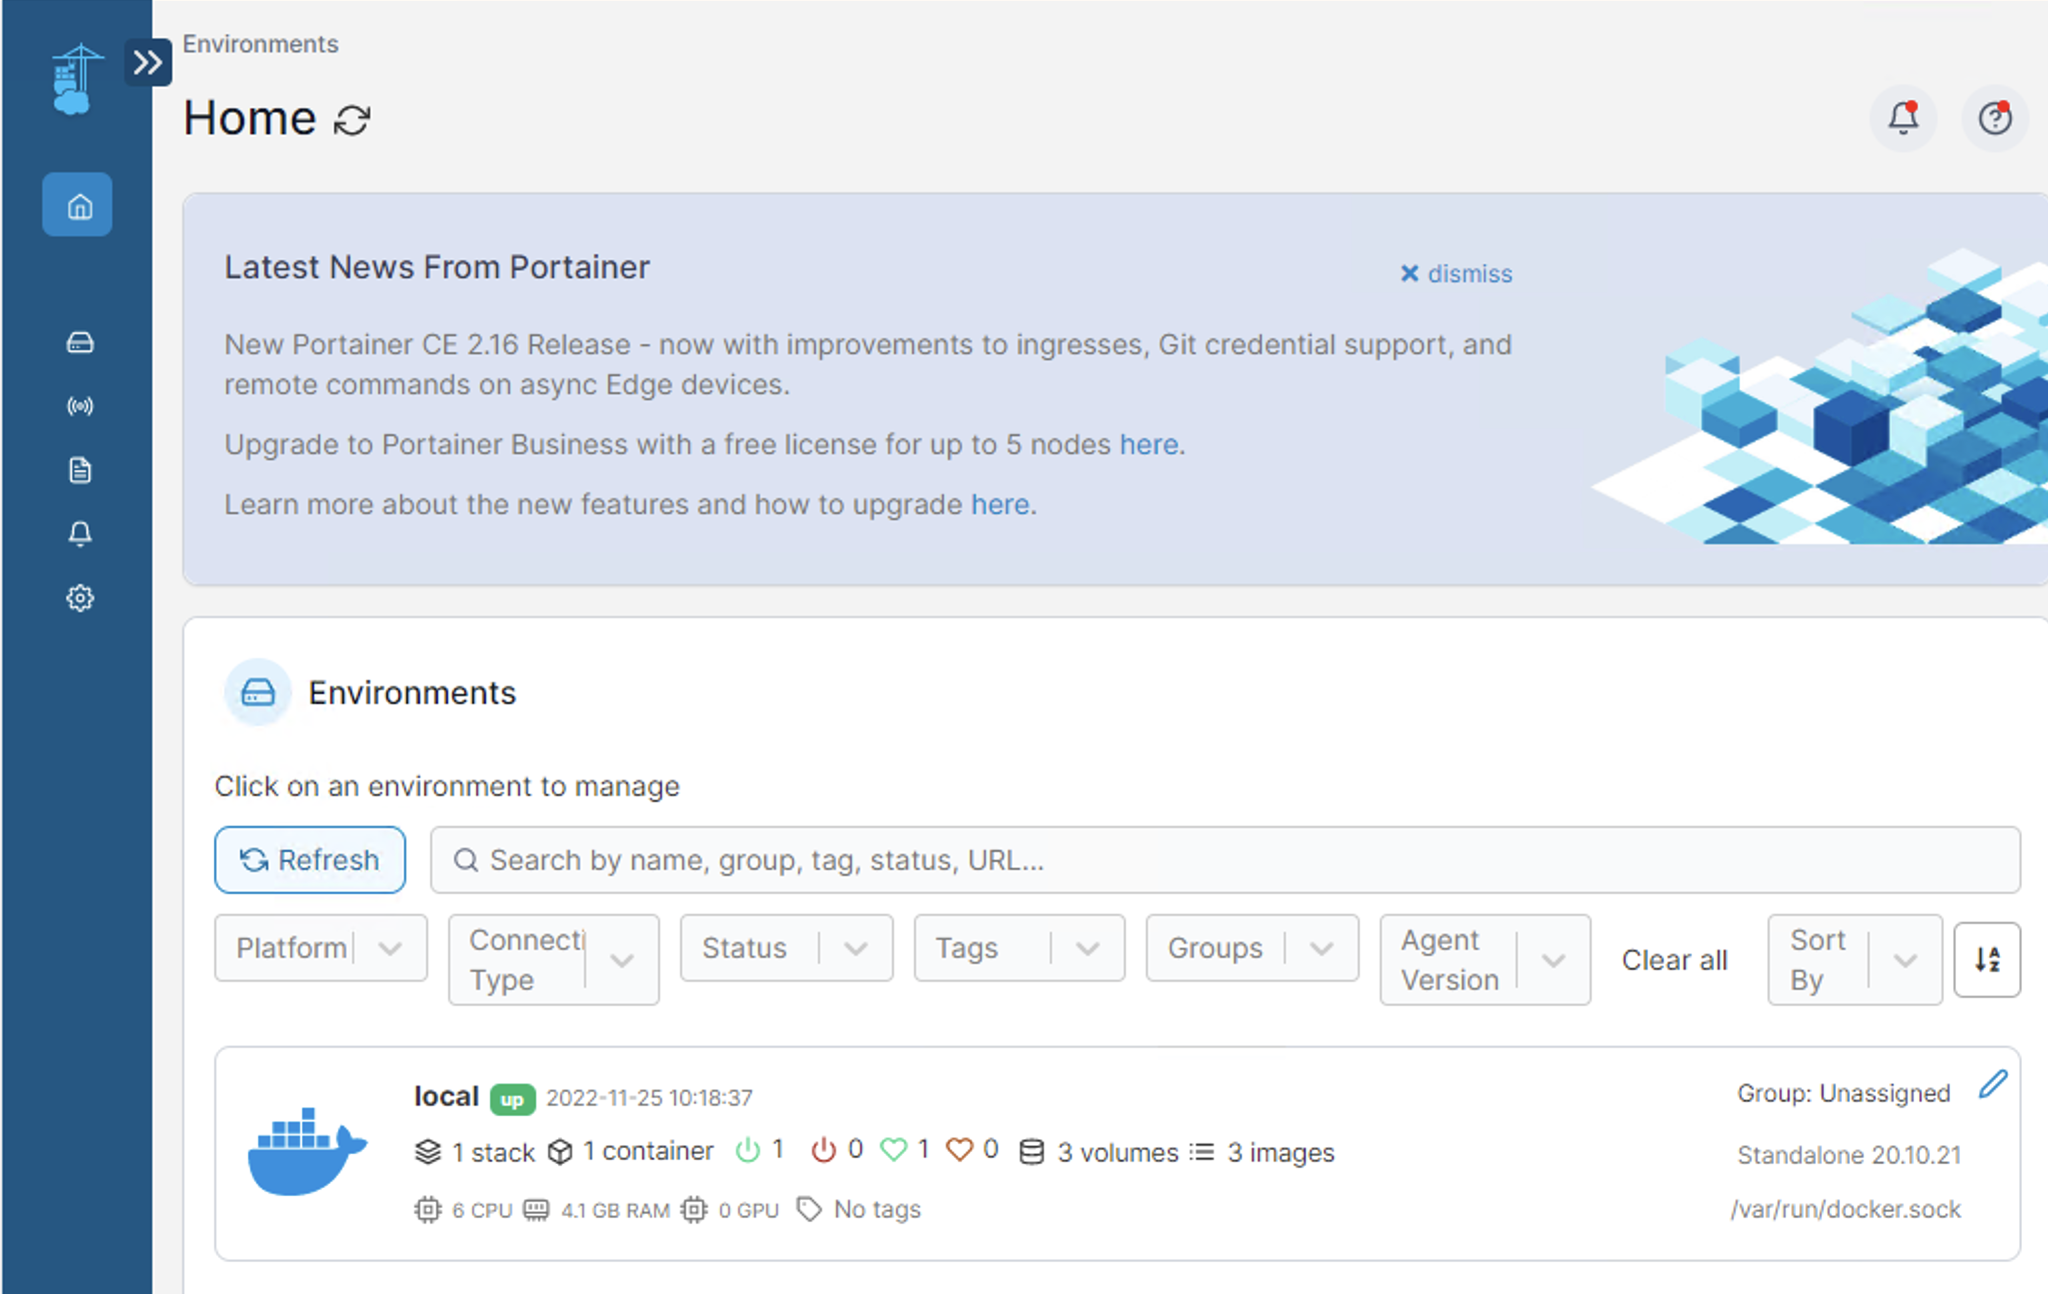 Environments
Home
Latest News From Portainer
dismiss
New Portainer CE 2.16 Release - now with improvements to ingresses, Git credential support, and
remote commands on async Edge devices.
Upgrade to Portainer Business with a free license for up to 5 nodes here.
Learn more about the new features and how to upgrade here.
Environments
Click on an environment to manage
Refresh
Search by name, group, tag, status, URL...
Platform
Connecti
Type
Status
Tags
Groups
Agent
Version
Clear all
Sort
By
A
Z
local up 2022-11-25 10:18:37
Group: Unassigned
1 stack 1 container 1 0 1 0 3 volumes 3 images
Standalone 20.10.21
6 CPU 4.1 GB RAM 0 GPU No tags
/var/run/docker.sock